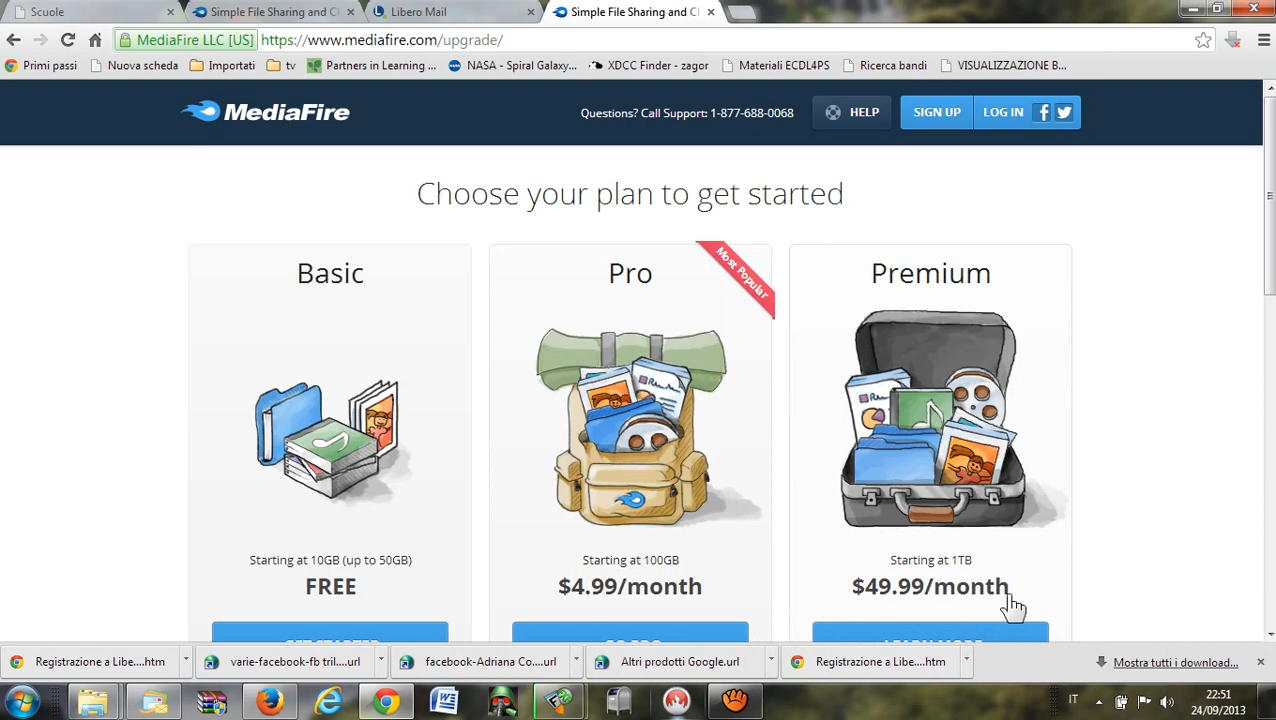 Scuole
Simple File Sharing and Cl
Libero Mail
Simple File Sharing and Cl
MediaFire LLC [US]
https://www.mediafire.com/upgrade/
Primi passi
Nuova scheda
Importati
tv
Partners in Learning ...
NASA - Spiral Galaxy...
XDCC Finder - zagor
Materiali ECDL4PS
Ricerca bandi
VISUALIZZAZIONE B...
MediaFire
Questions? Call Support: 1-877-688-0068
HELP
SIGN UP
LOG IN
Choose your plan to get started
Basic
Pro
Most Popular
Premium
Starting at 10GB (up to 50GB)
FREE
Starting at 100GB
$4.99/month
Starting at 1TB
$49.99/month
Registrazione a Libe....htm
varie-facebook-fb tril....url
facebook-Adriana Co....url
Altri prodotti Google.url
Registrazione a Libe....htm
Mostra tutti i download...
IT
22:51
24/09/2013